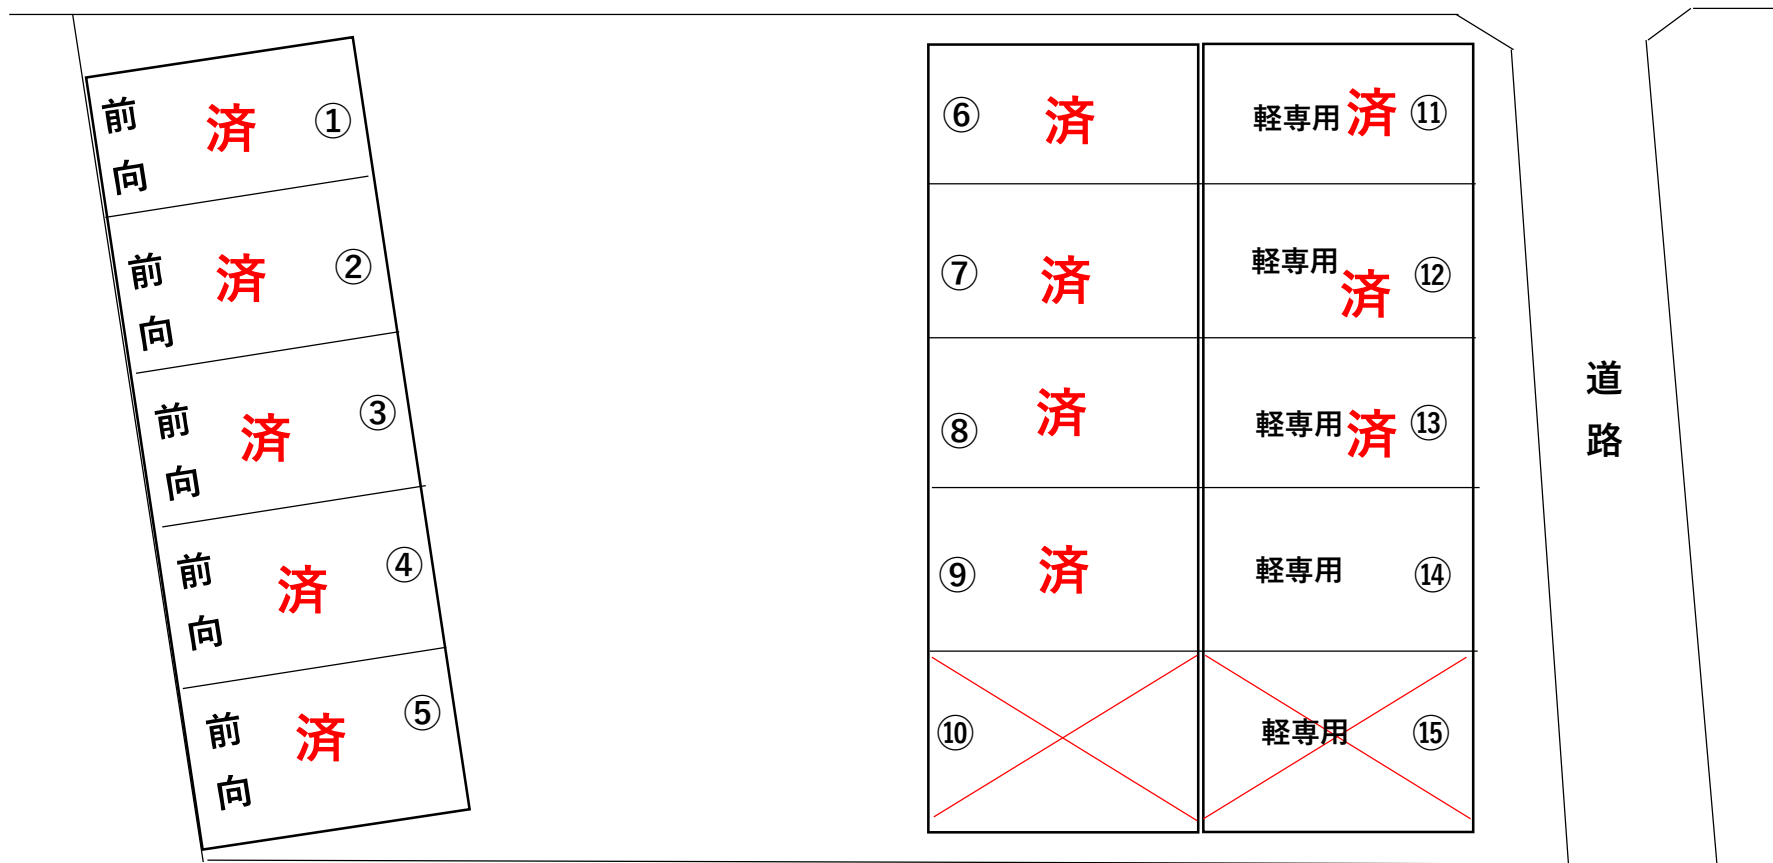 前向 済 ①
前向 済 ②
前向 済 ③
前向 済 ④
前向 済 ⑤
⑥ 済
⑦ 済
⑧ 済
⑨ 済
⑩
軽専用 済 ⑪
軽専用 済 ⑫
軽専用 済 ⑬
軽専用 ⑭
軽専用 ⑮
道路